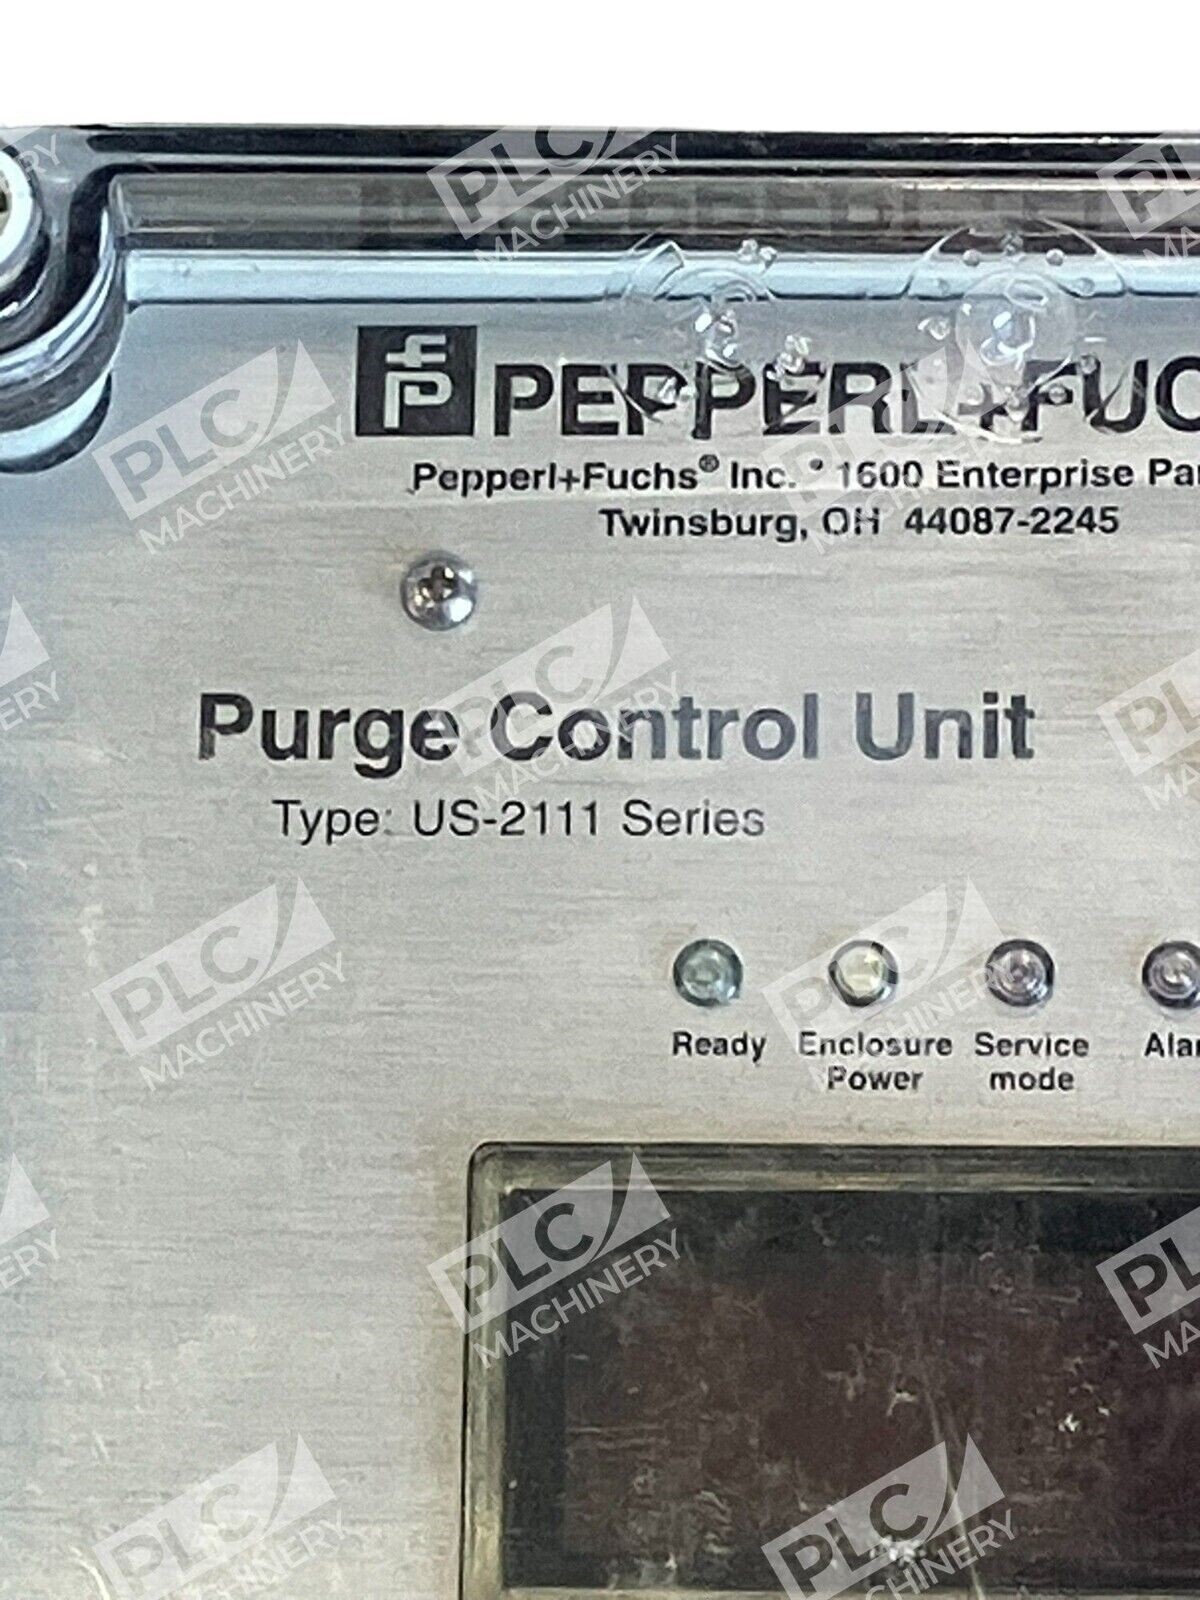 PEPPERL+FUC
Pepperl+Fuchs® Inc. • 1600 Enterprise Pa
Twinsburg, OH 44087-2245
Purge Control Unit
Type: US-2111 Series
Ready Enclosure Service Alar
Power mode
PLC
MACHINERY